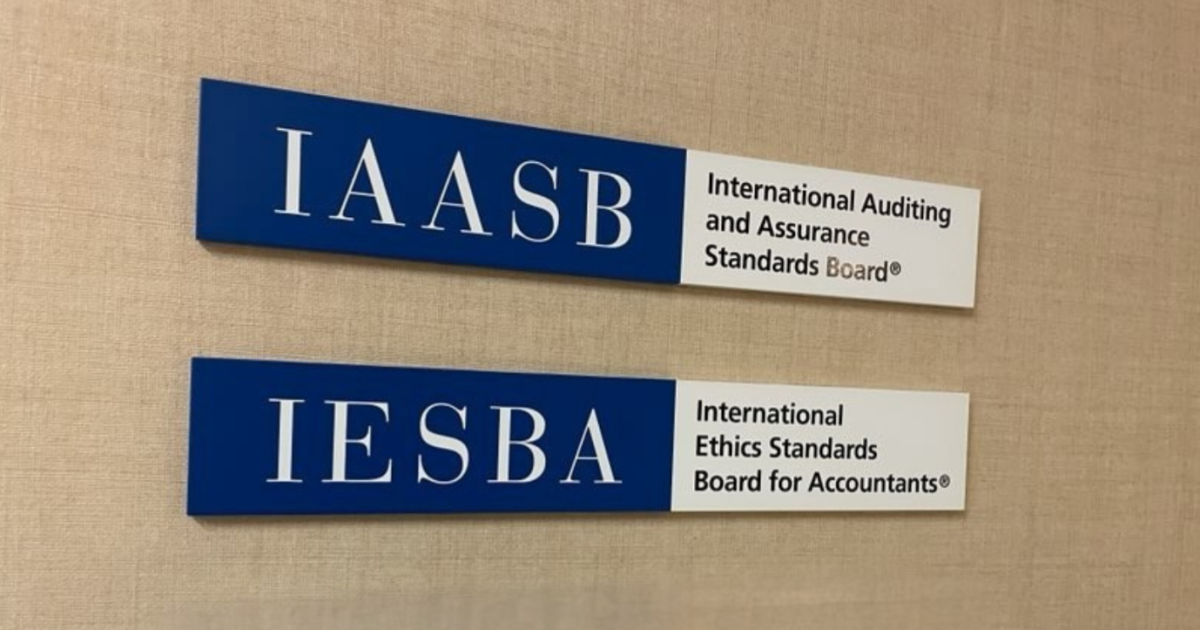 IAASB
International Auditing
and Assurance
Standards Board®
IESBA
International
Ethics Standards
Board for Accountants®